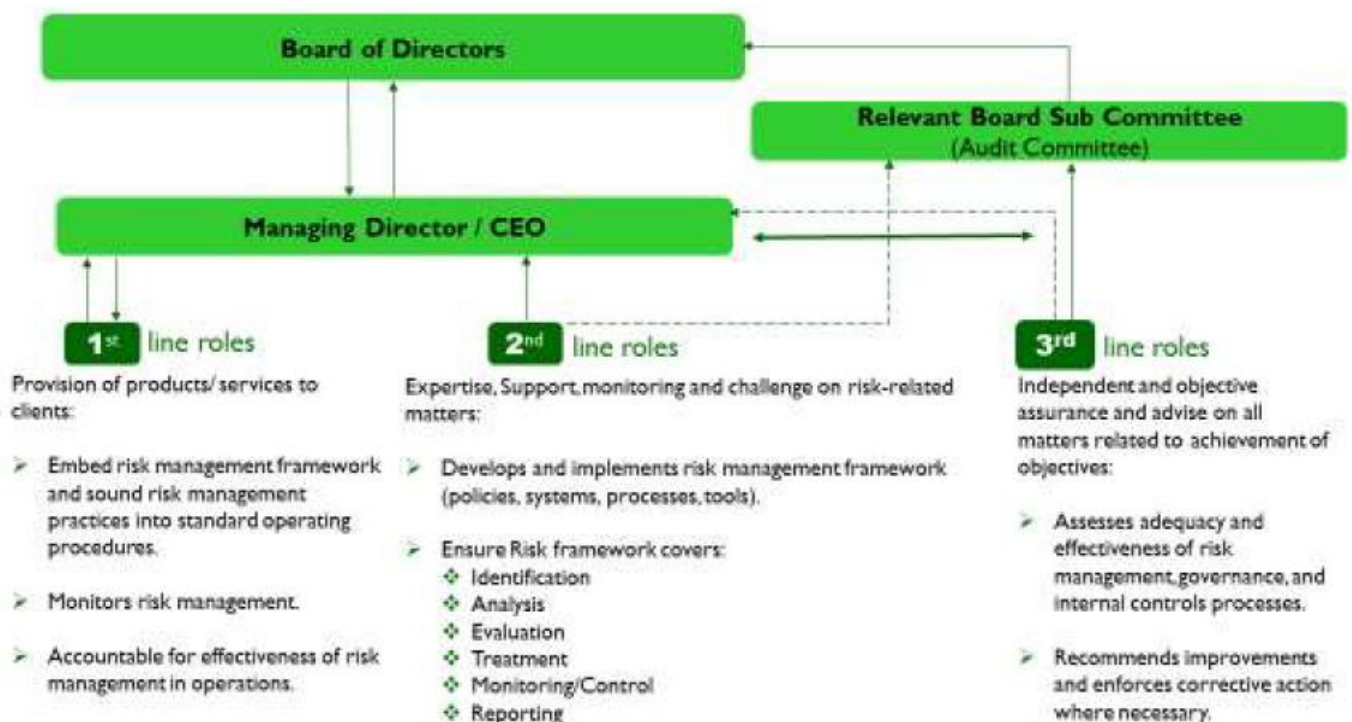 Board of Directors
Relevant Board Sub Committee
(Audit Committee)
Managing Director / CEO
1st line roles
Provision of products/ services to
clients:
➢ Embed risk management framework
and sound risk management
practices into standard operating
procedures.
➢ Monitors risk management.
➢ Accountable for effectiveness of risk
management in operations.
2nd line roles
Expertise, Support, monitoring and challenge on risk-related
matters:
➢ Develops and implements risk management framework
(policies, systems, processes, tools).
➢ Ensure Risk framework covers:
❖ Identification
❖ Analysis
❖ Evaluation
❖ Treatment
❖ Monitoring/Control
❖ Reporting
3rd line roles
Independent and objective
assurance and advise on all
matters related to achievement of
objectives:
➢ Assesses adequacy and
effectiveness of risk
management, governance, and
internal controls processes.
➢ Recommends improvements
and enforces corrective action
where necessary.